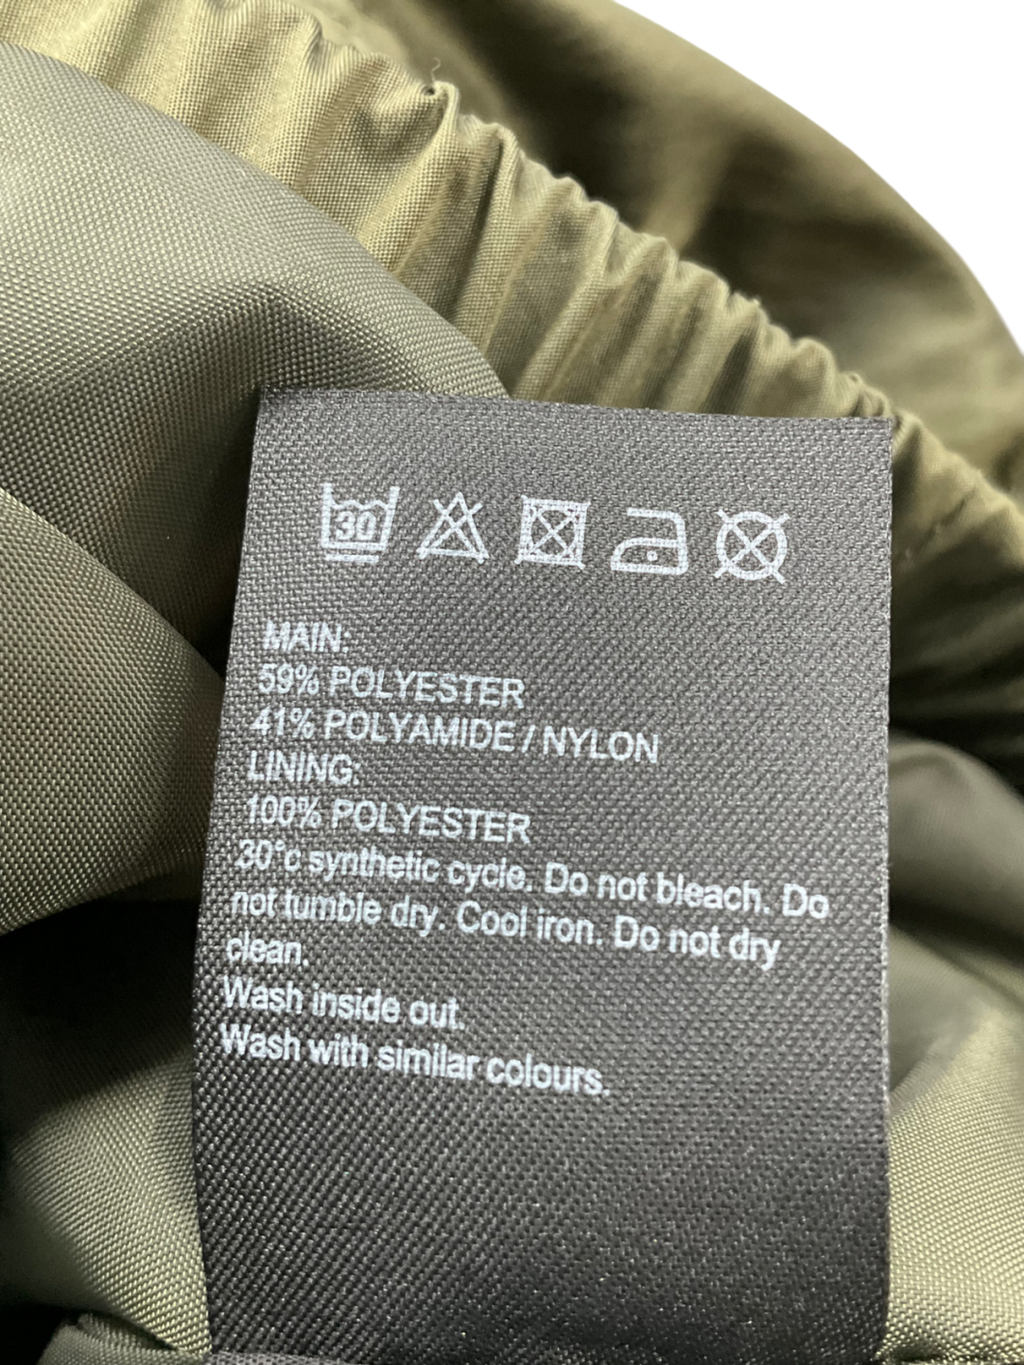 30
MAIN:
59% POLYESTER
41% POLYAMIDE / NYLON
LINING:
100% POLYESTER
30°c synthetic cycle. Do not bleach. Do
not tumble dry. Cool iron. Do not dry
clean.
Wash inside out.
Wash with similar colours.